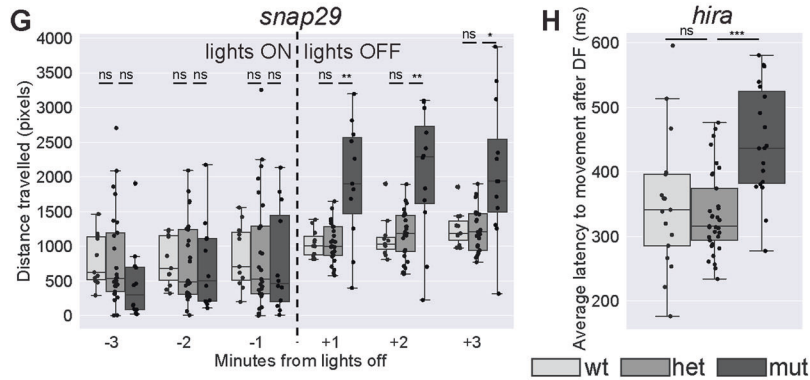 G
snap29
Distance travelled (pixels)
4000
3500
3000
2500
2000
1500
1000
500
0
lights ON
lights OFF
ns ns
ns ns
ns ns
ns **
ns **
ns *
-3
-2
-1
+1
+2
+3
Minutes from lights off
H
hira
Average latency to movement after DF (ms)
600
500
400
300
200
ns ***
wt
het
mut